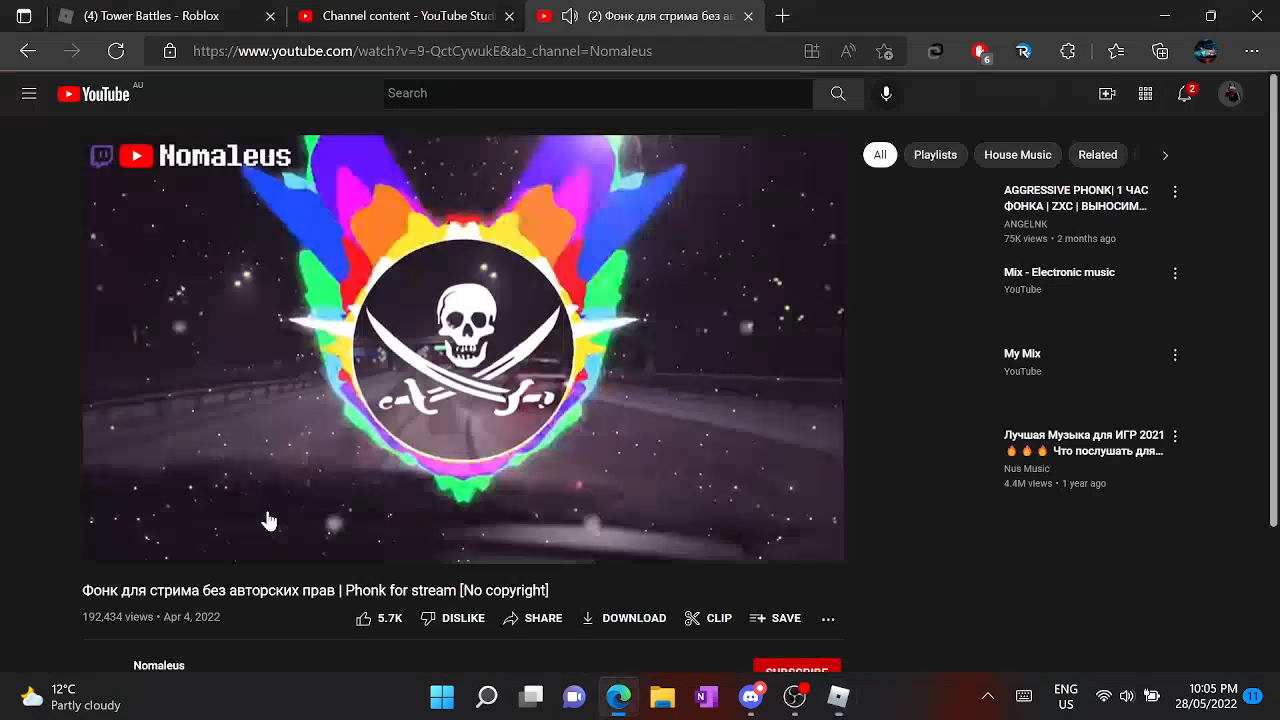 (4) Tower Battles - Roblox
Channel content - YouTube Stud
(2) Фонк для стрима без ав
https://www.youtube.com/watch?v=9-QctCywukE&ab_channel=Nomaleus
6
YouTube AU
Search
2
Nomaleus
All
Playlists
House Music
Related
AGGRESSIVE PHONK| 1 ЧАС
ФОНКА | ZXC | ВЫНОСИМ...
ANGELNK
75K views • 2 months ago
Mix - Electronic music
YouTube
My Mix
YouTube
Лучшая Музыка для ИГР 2021
🔥🔥🔥 Что послушать для...
Nus Music
4.4M views • 1 year ago
Фонк для стрима без авторских прав | Phonk for stream [No copyright]
192,434 views • Apr 4, 2022
5.7K
DISLIKE
SHARE
DOWNLOAD
CLIP
SAVE
Nomaleus
SUBSCRIBE
12°C
Partly cloudy
ENG
US
10:05 PM
28/05/2022
11